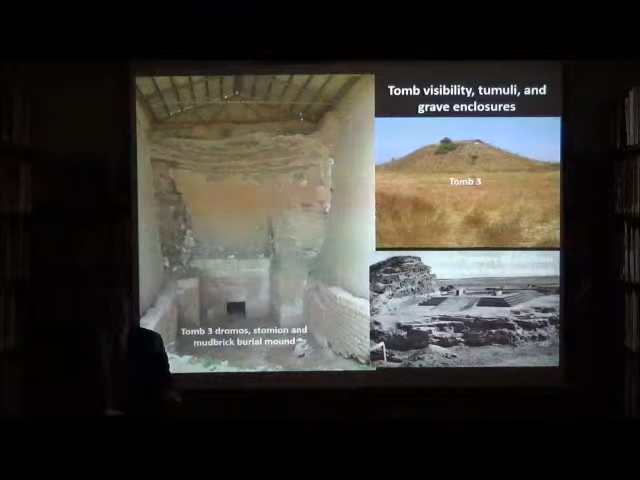 Tomb visibility, tumuli, and
grave enclosures
Tomb 3
Tomb 3 dromos, stomion and
mudbrick burial mound